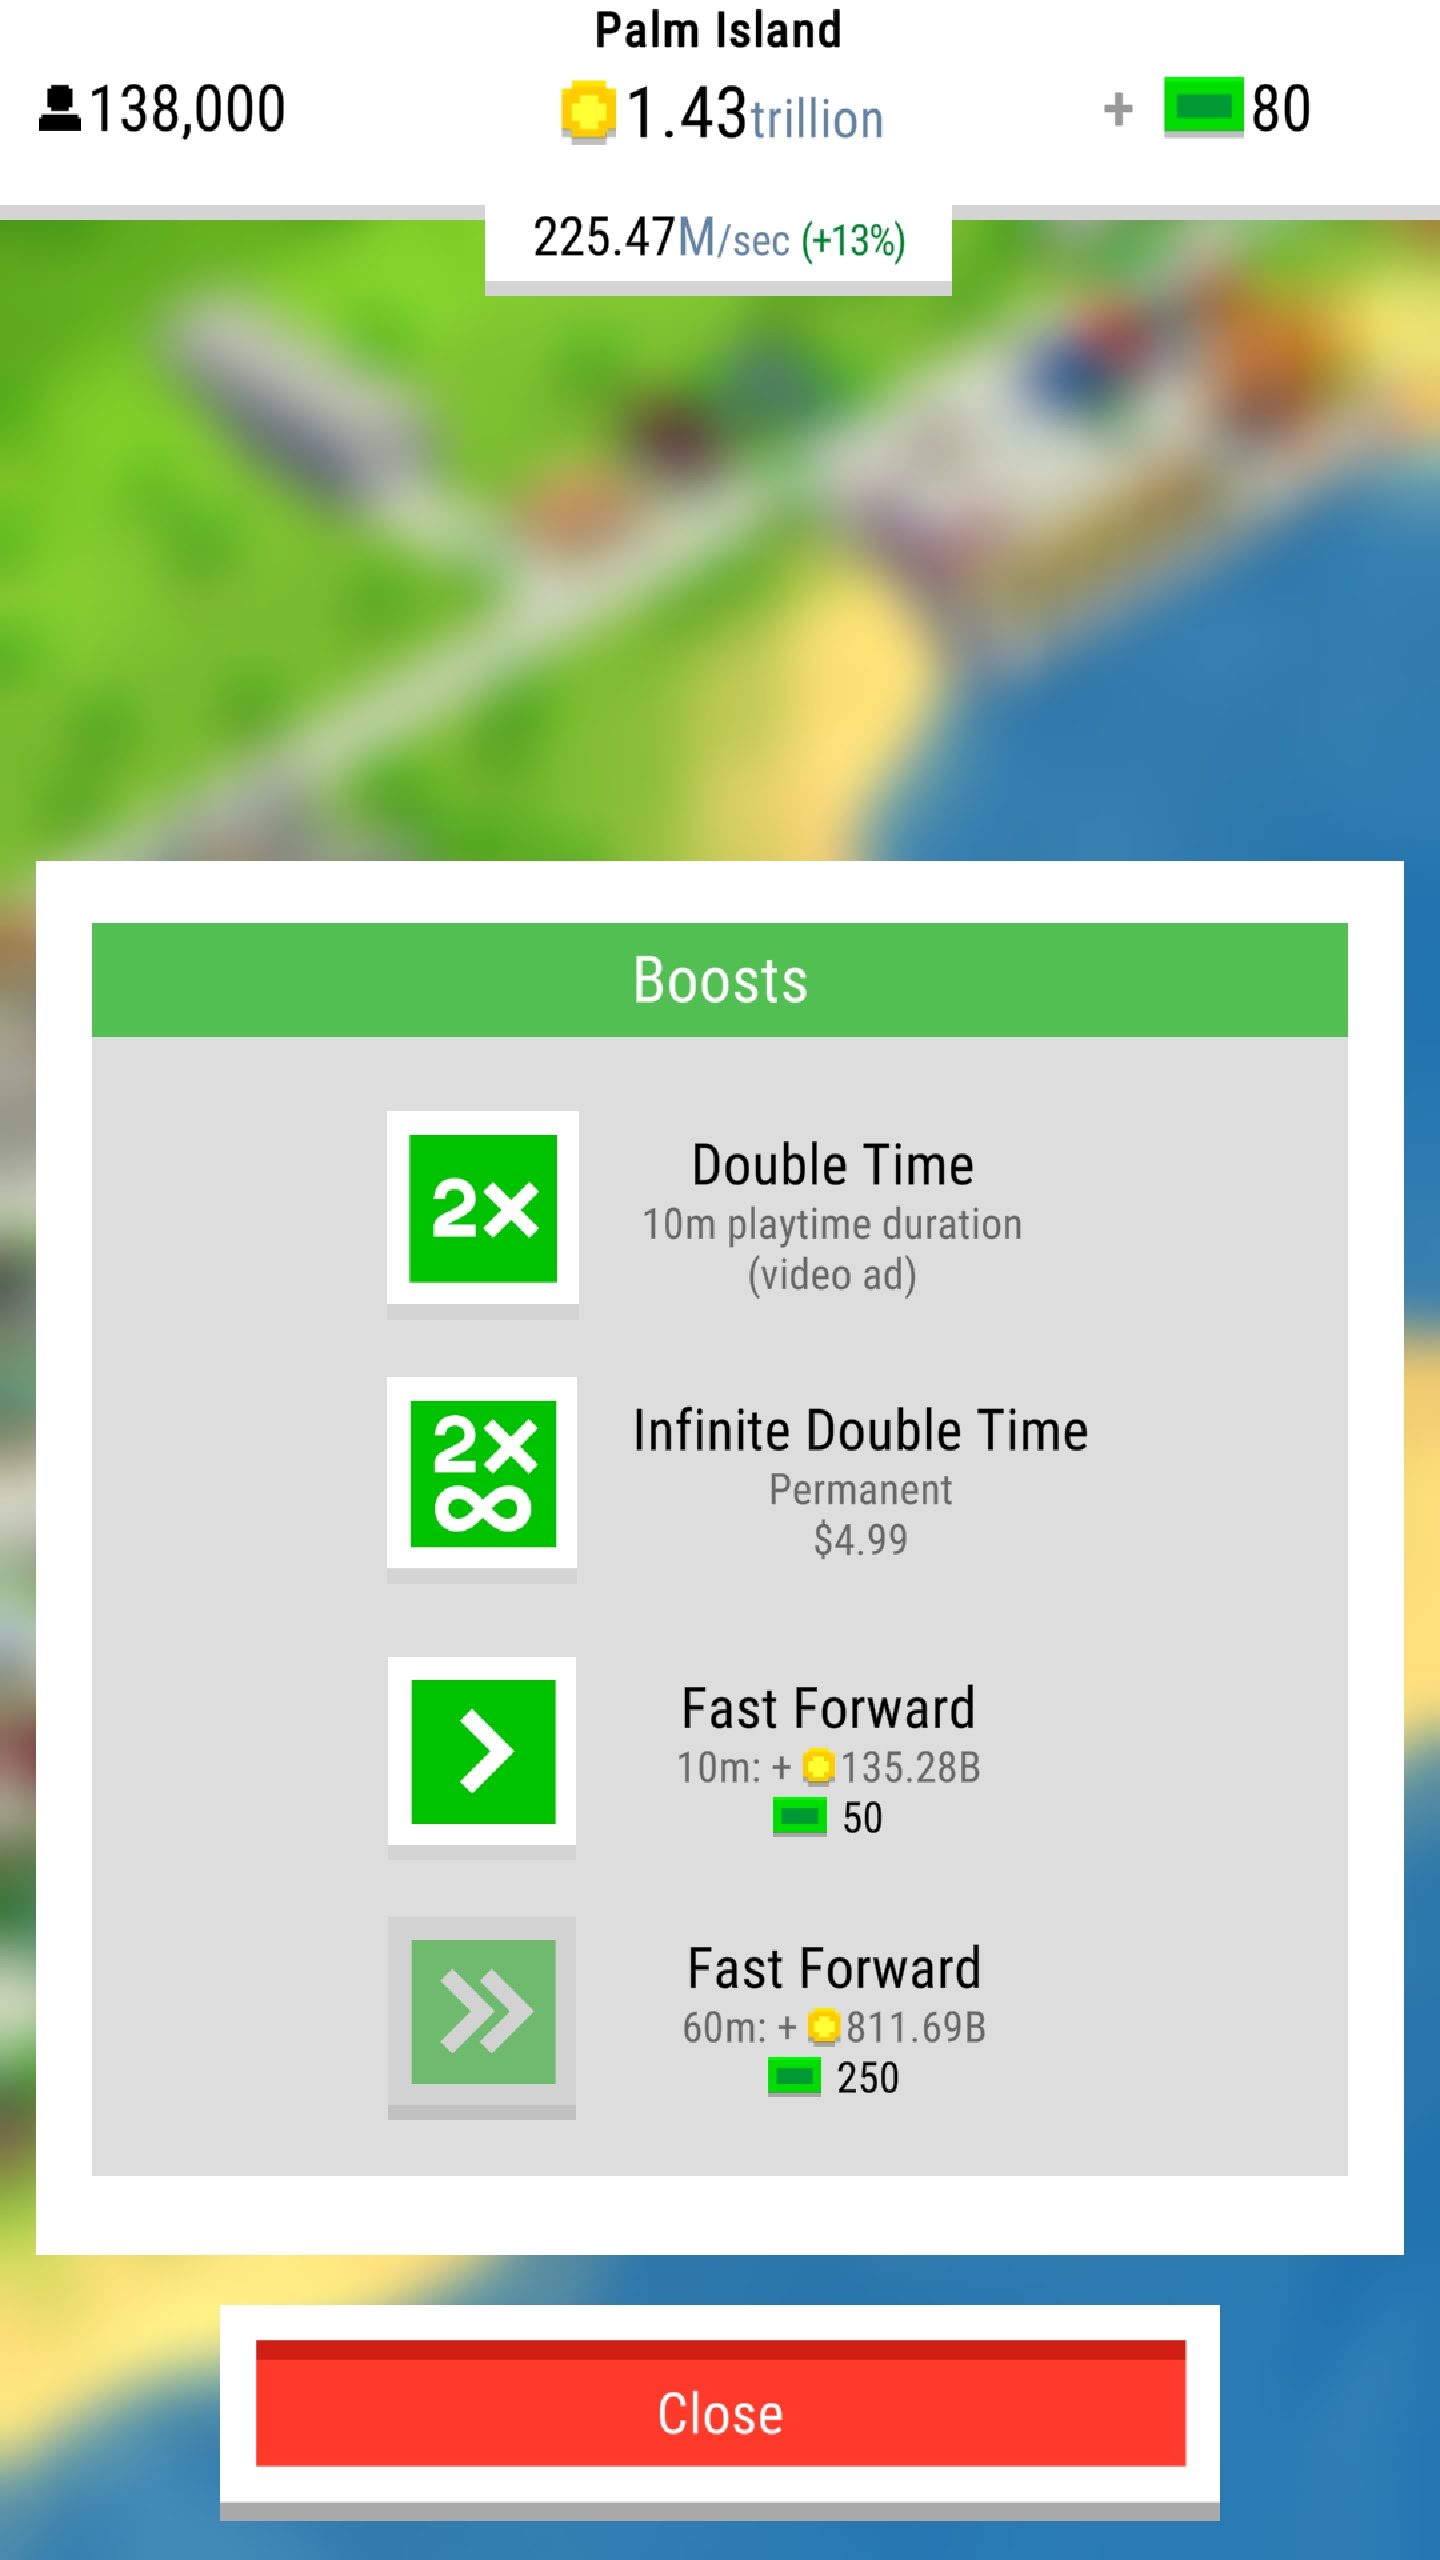 Palm Island
138,000
1.43trillion
+ 80
225.47M/sec (+13%)
Boosts
2×
Double Time
10m playtime duration
(video ad)
2×
∞
Infinite Double Time
Permanent
$4.99
Fast Forward
10m: + 135.28B
50
Fast Forward
60m: + 811.69B
250
Close